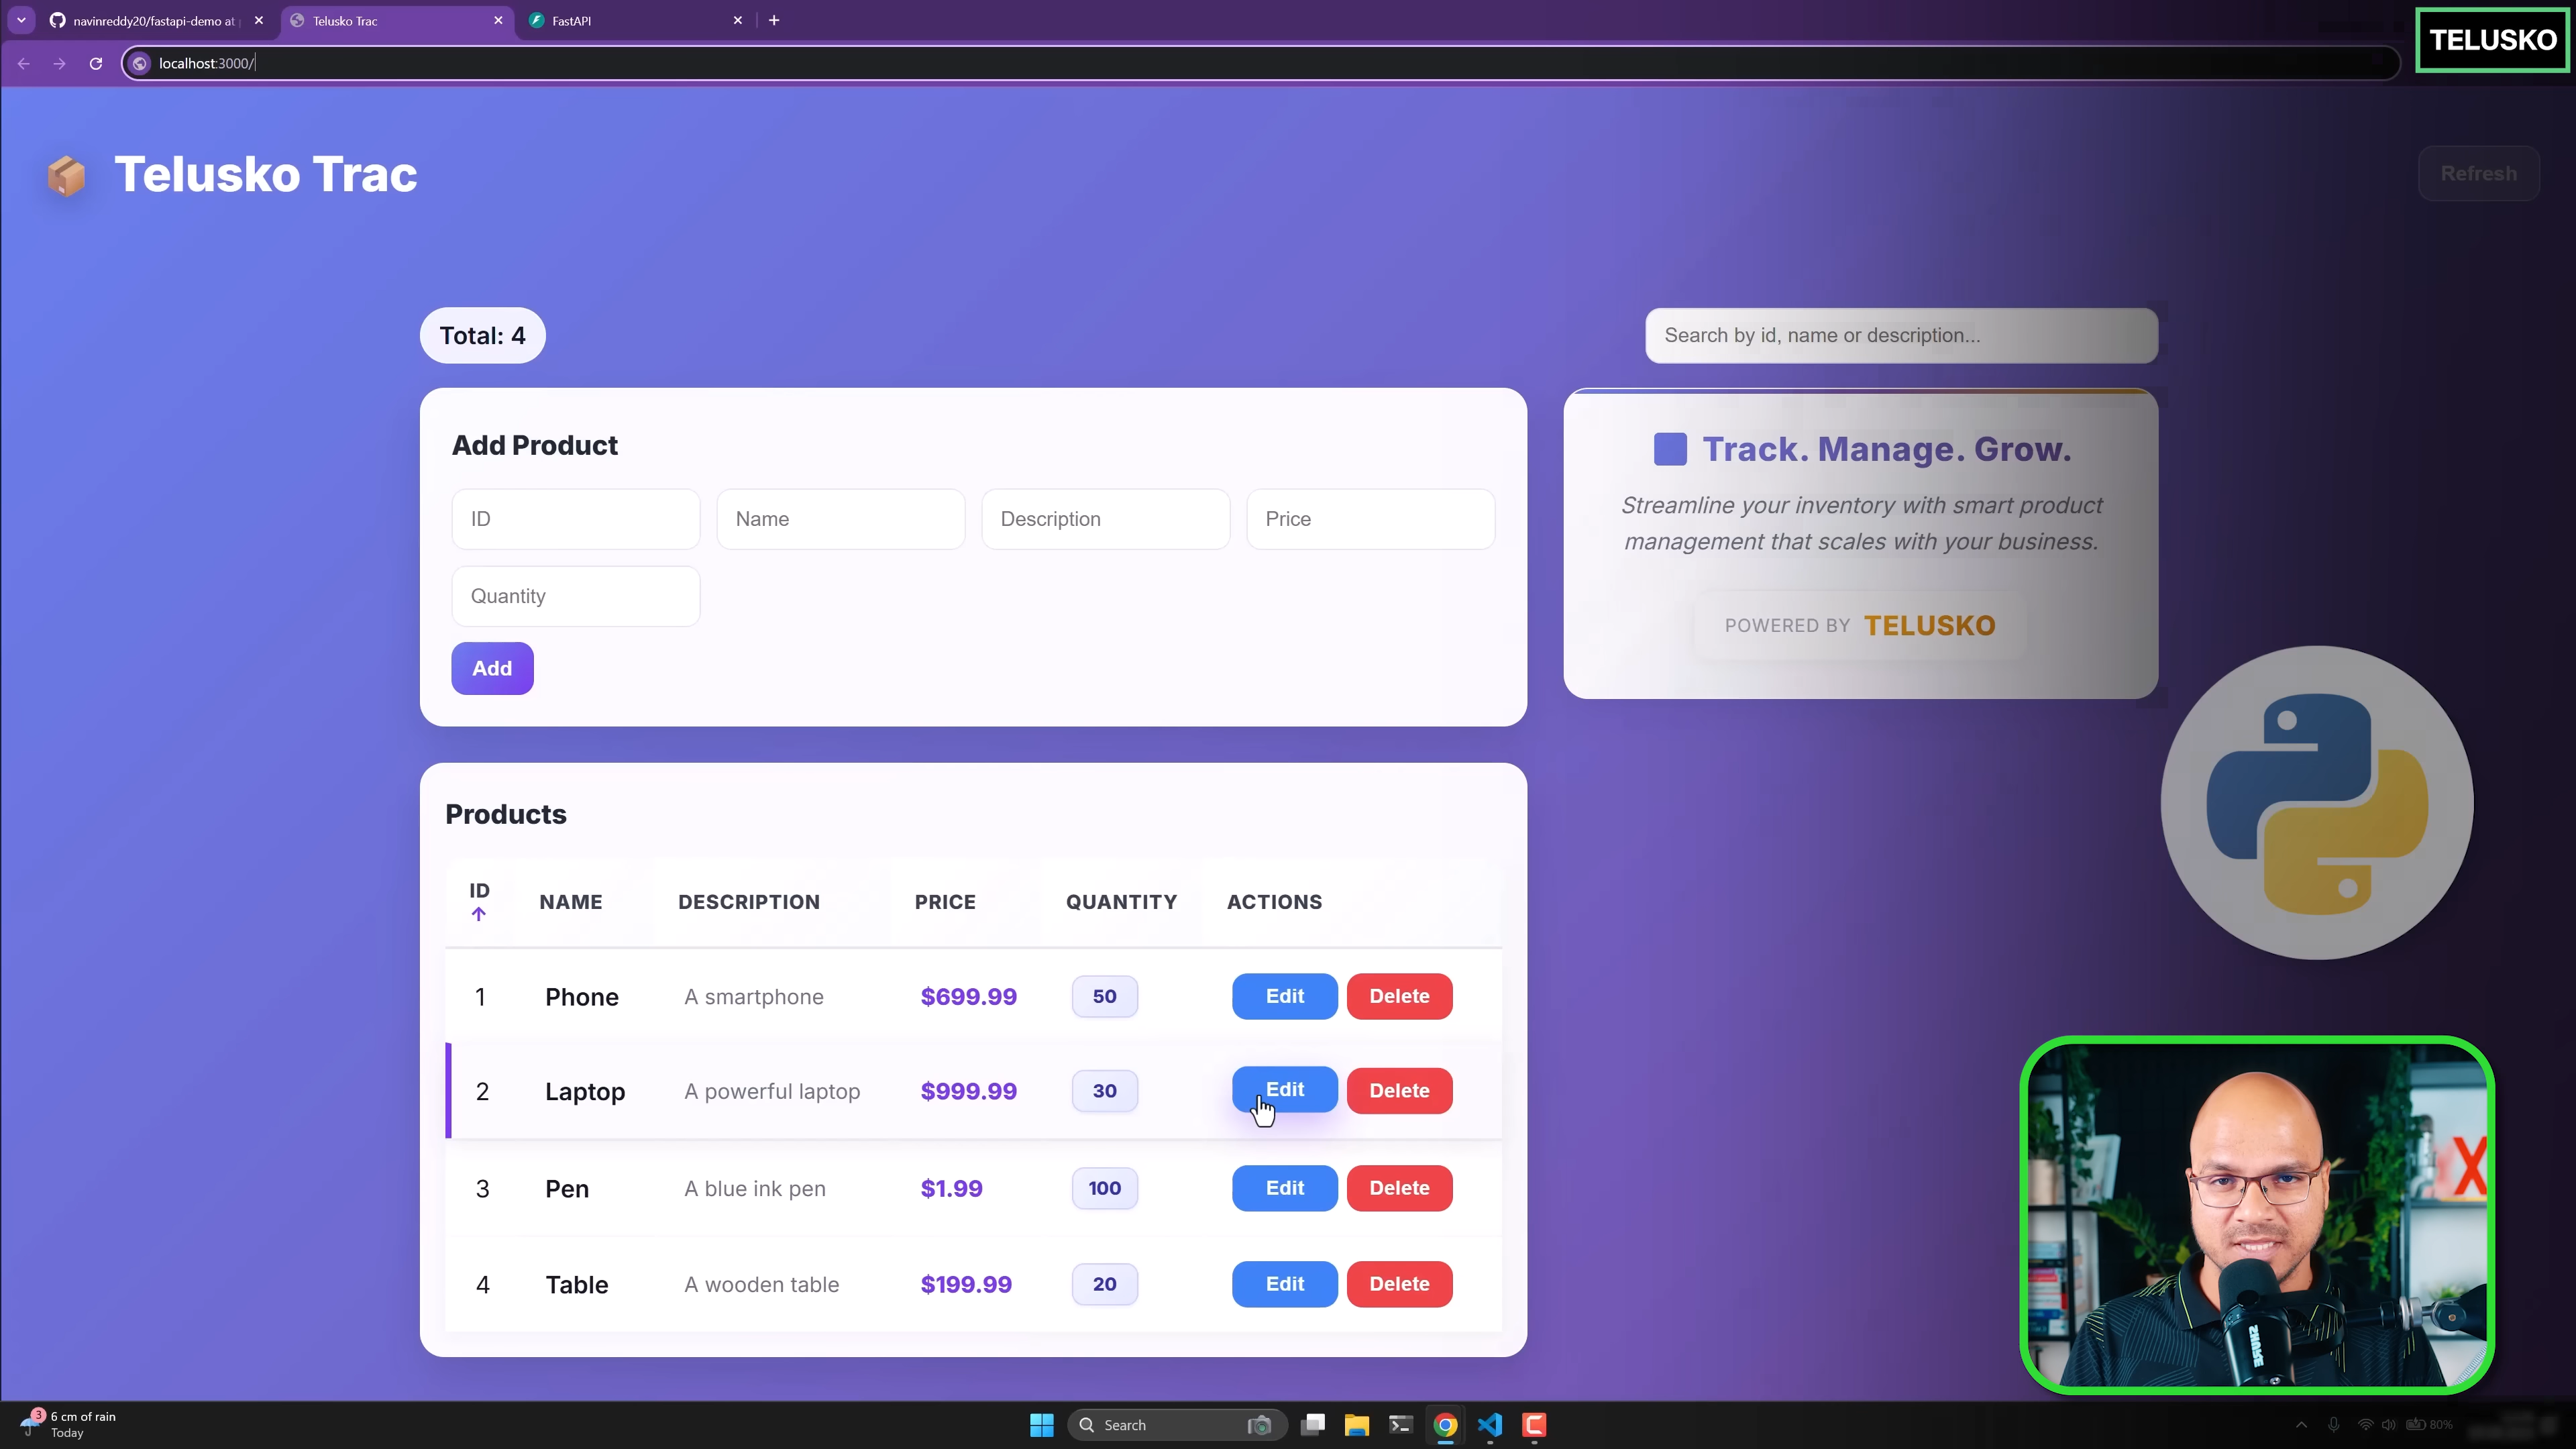 navinreddy20/fastapi-demo at
Telusko Trac
FastAPI
TELUSKO
localhost:3000/
Telusko Trac
Refresh
Total: 4
Search by id, name or description...
Add Product
ID
Name
Description
Price
Quantity
Add
Track. Manage. Grow.
Streamline your inventory with smart product
management that scales with your business.
POWERED BY TELUSKO
Products
ID ↑ NAME DESCRIPTION PRICE QUANTITY ACTIONS
1 Phone A smartphone $699.99 50 Edit Delete
2 Laptop A powerful laptop $999.99 30 Edit Delete
3 Pen A blue ink pen $1.99 100 Edit Delete
4 Table A wooden table $199.99 20 Edit Delete
X
SHURE
3
6 cm of rain
Today
Search
80%